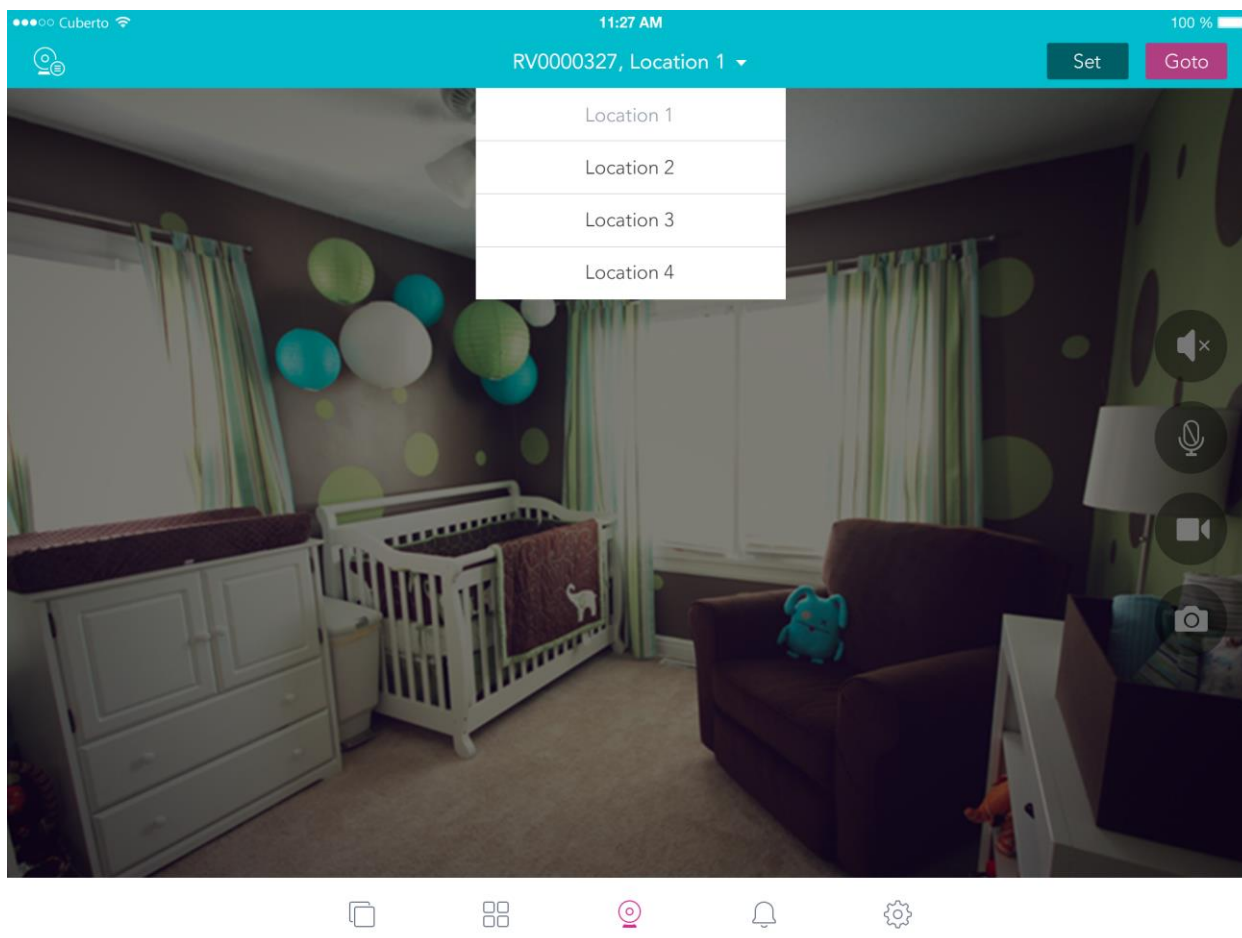 Cuberto
11:27 AM
100 %
RV0000327, Location 1
Set
Goto
Location 1
Location 2
Location 3
Location 4